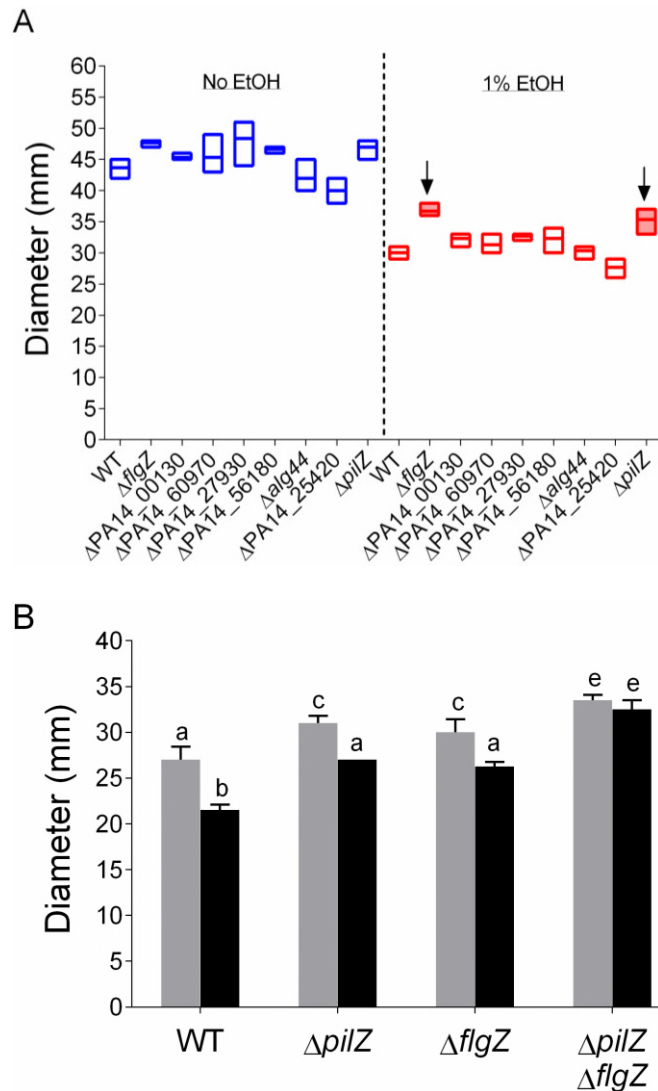 A
No EtOH
1% EtOH
Diameter (mm)
60
55
50
45
40
35
30
25
20
15
10
5
0
WT
ΔflgZ
ΔPA14_00130
ΔPA14_60970
ΔPA14_27930
ΔPA14_56180
Δalg44
ΔPA14_25420
ΔpilZ
WT
ΔflgZ
ΔPA14_00130
ΔPA14_60970
ΔPA14_27930
ΔPA14_56180
Δalg44
ΔPA14_25420
ΔpilZ
B
Diameter (mm)
40
35
30
25
20
15
10
5
0
a
b
c
a
c
a
e
e
WT
ΔpilZ
ΔflgZ
ΔpilZ
ΔflgZ